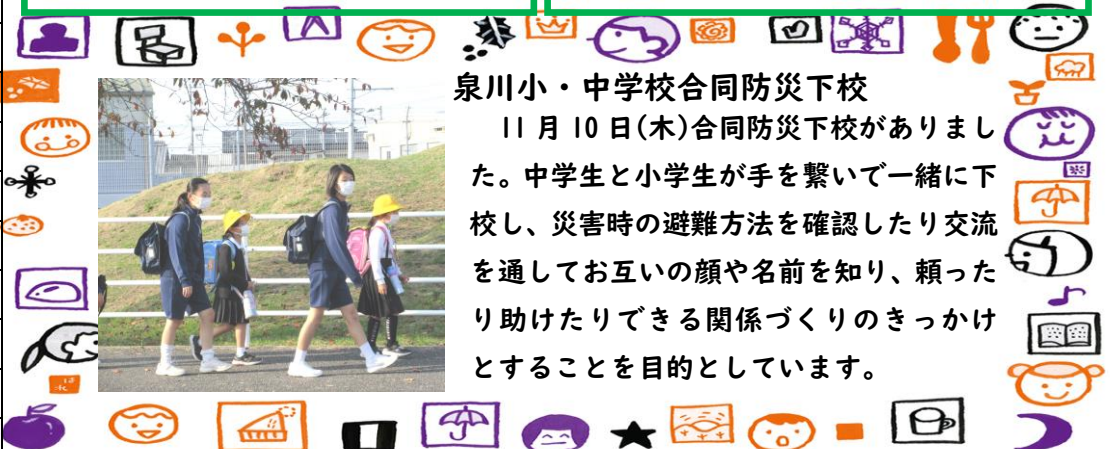 泉川小・中学校合同防災下校
11月10日(木)合同防災下校がありまし
た。中学生と小学生が手を繋いで一緒に下
校し、災害時の避難方法を確認したり交流
を通してお互いの顔や名前を知り、頼った
り助けたりできる関係づくりのきっかけ
とすることを目的としています。